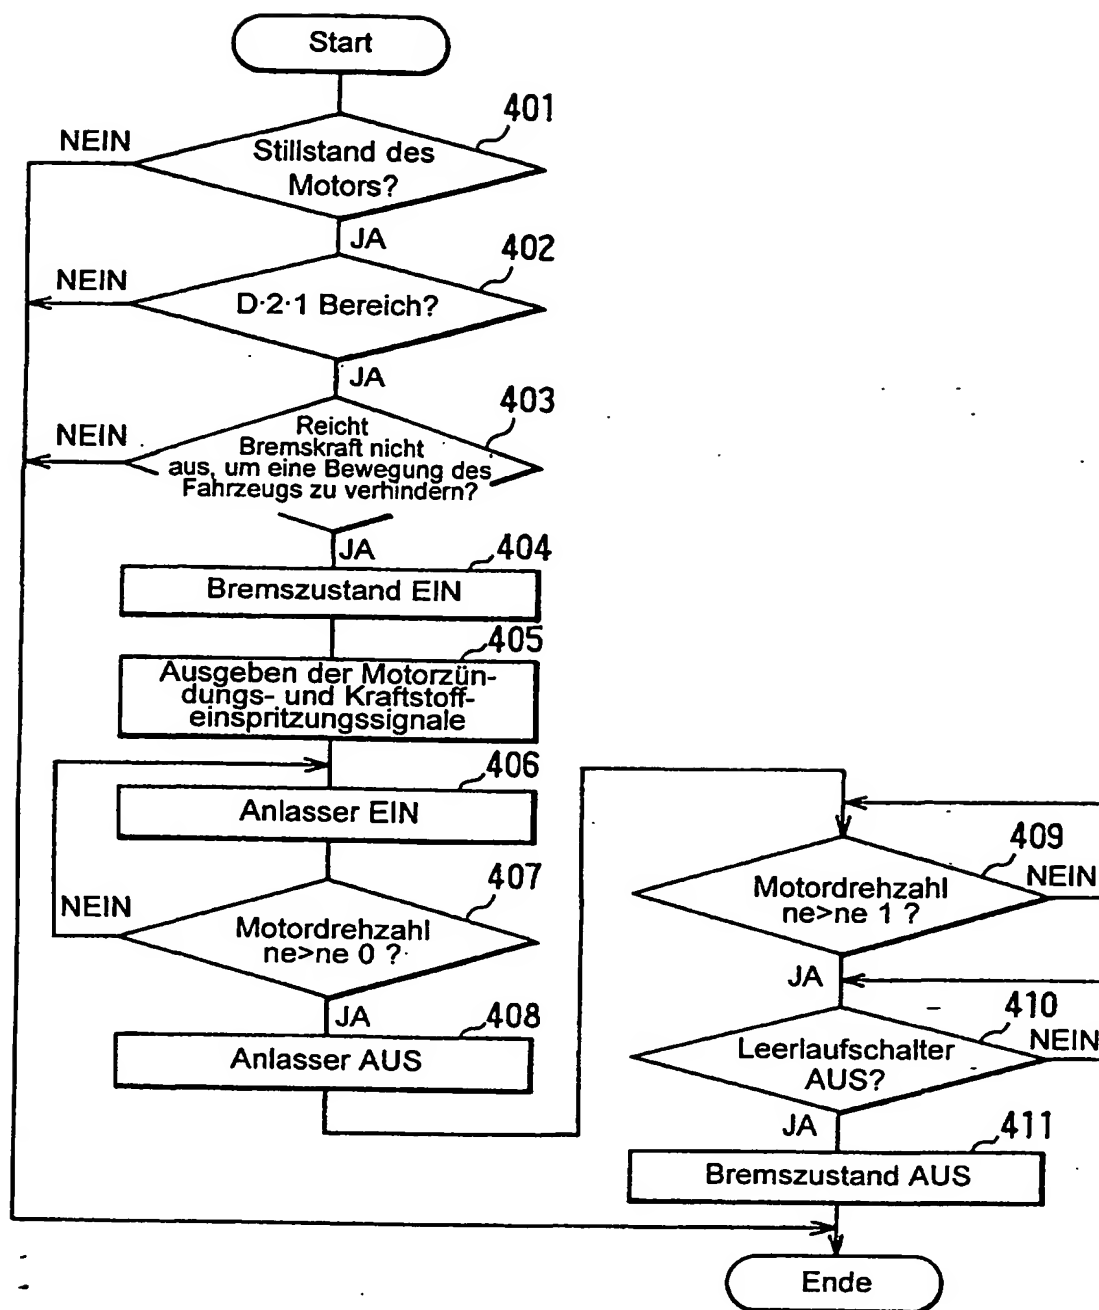 Start
401
NEIN
Stillstand des
Motors?
JA
402
NEIN
D·2·1 Bereich?
JA
403
NEIN
Reicht
Bremskraft nicht
aus, um eine Bewegung des
Fahrzeugs zu verhindern?
JA
404
Bremszustand EIN
405
Ausgeben der Motorzün-
dungs- und Kraftstoff-
einspritzungssignale
406
Anlasser EIN
407
NEIN
Motordrehzahl
ne>ne 0 ?
JA
408
Anlasser AUS
409
NEIN
Motordrehzahl
ne>ne 1 ?
JA
410
NEIN
Leerlaufschalter
AUS?
JA
411
Bremszustand AUS
Ende